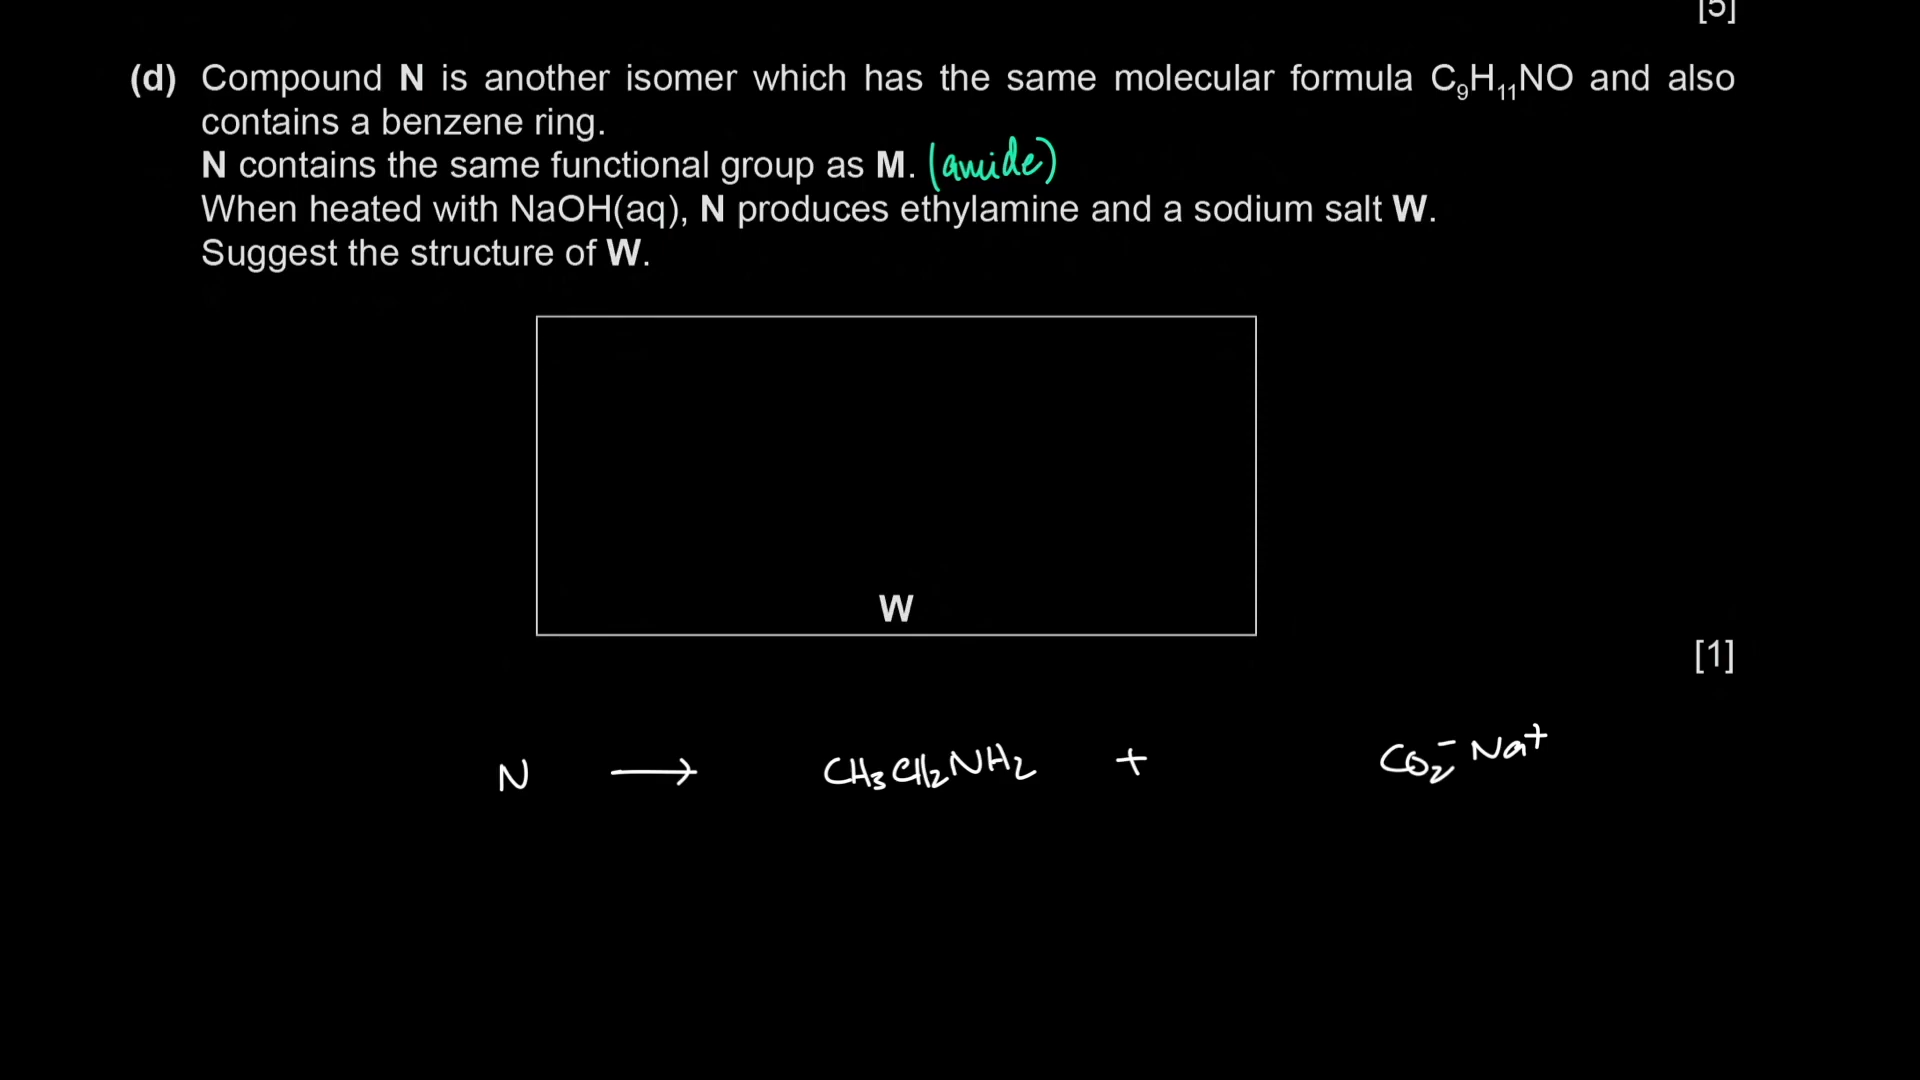 [5]
(d) Compound N is another isomer which has the same molecular formula C₉H₁₁NO and also
contains a benzene ring.
N contains the same functional group as M. (amide)
When heated with NaOH(aq), N produces ethylamine and a sodium salt W.
Suggest the structure of W.
W
[1]
N → CH₃CH₂NH₂ + CO₂⁻ Na⁺